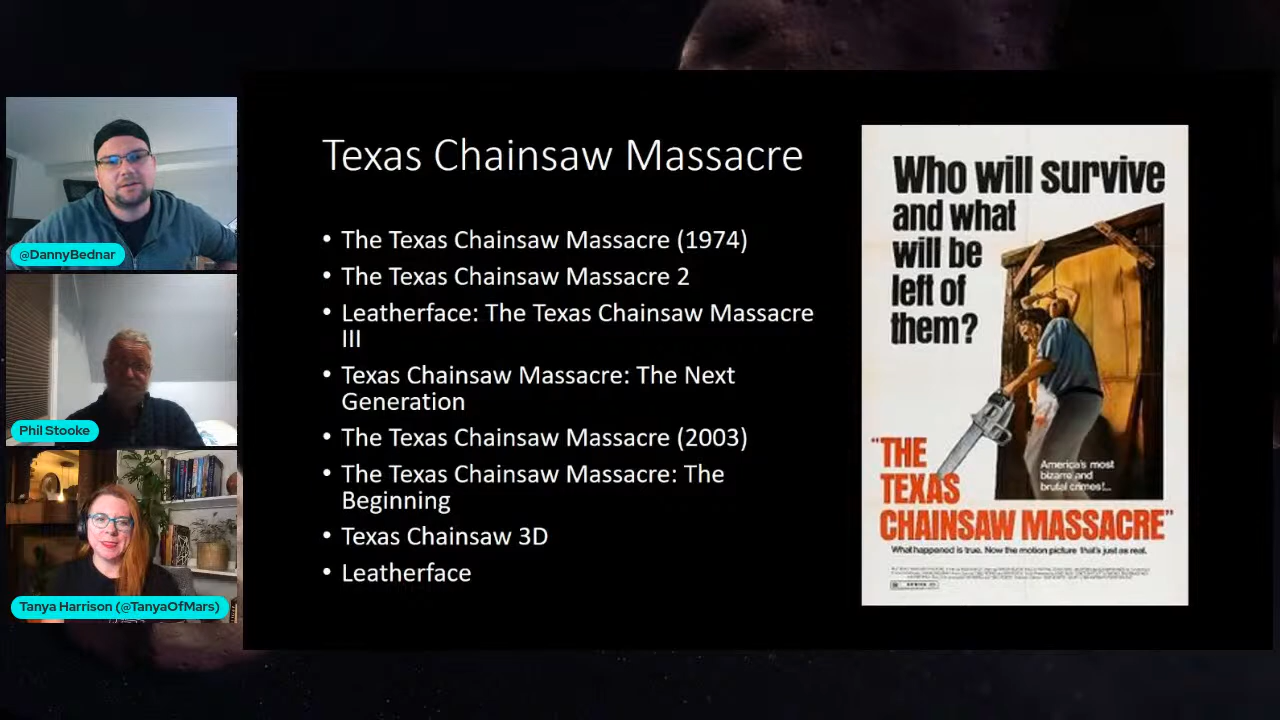 @DannyBednar
Phil Stooke
Tanya Harrison (@TanyaOfMars)
Texas Chainsaw Massacre
• The Texas Chainsaw Massacre (1974)
• The Texas Chainsaw Massacre 2
• Leatherface: The Texas Chainsaw Massacre
III
• Texas Chainsaw Massacre: The Next
Generation
• The Texas Chainsaw Massacre (2003)
• The Texas Chainsaw Massacre: The
Beginning
• Texas Chainsaw 3D
• Leatherface
Who will survive
and what
will be
left of
them?
America's most
bizarre and
brutal crimes!...
"THE
TEXAS
CHAINSAW MASSACRE"
What happened is true. Now the motion picture that's just as real.